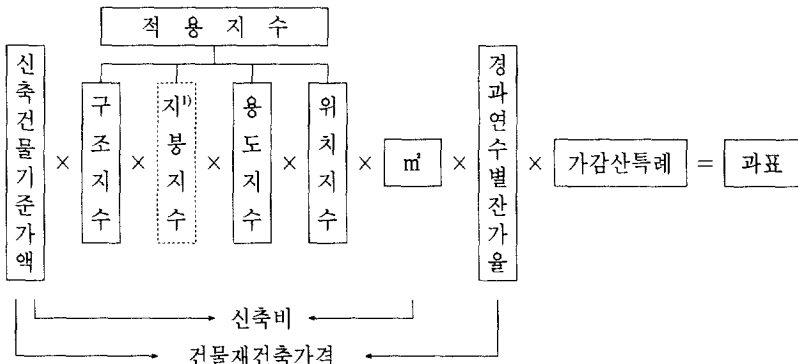 적 용 지 수
신축건물기준가액 × 구조지수 × 지¹⁾붕지수 × 용도지수 × 위치지수 × ㎡ × 경과연수별잔가율 × 가감산특례 = 과표
신축비
건물재건축가격